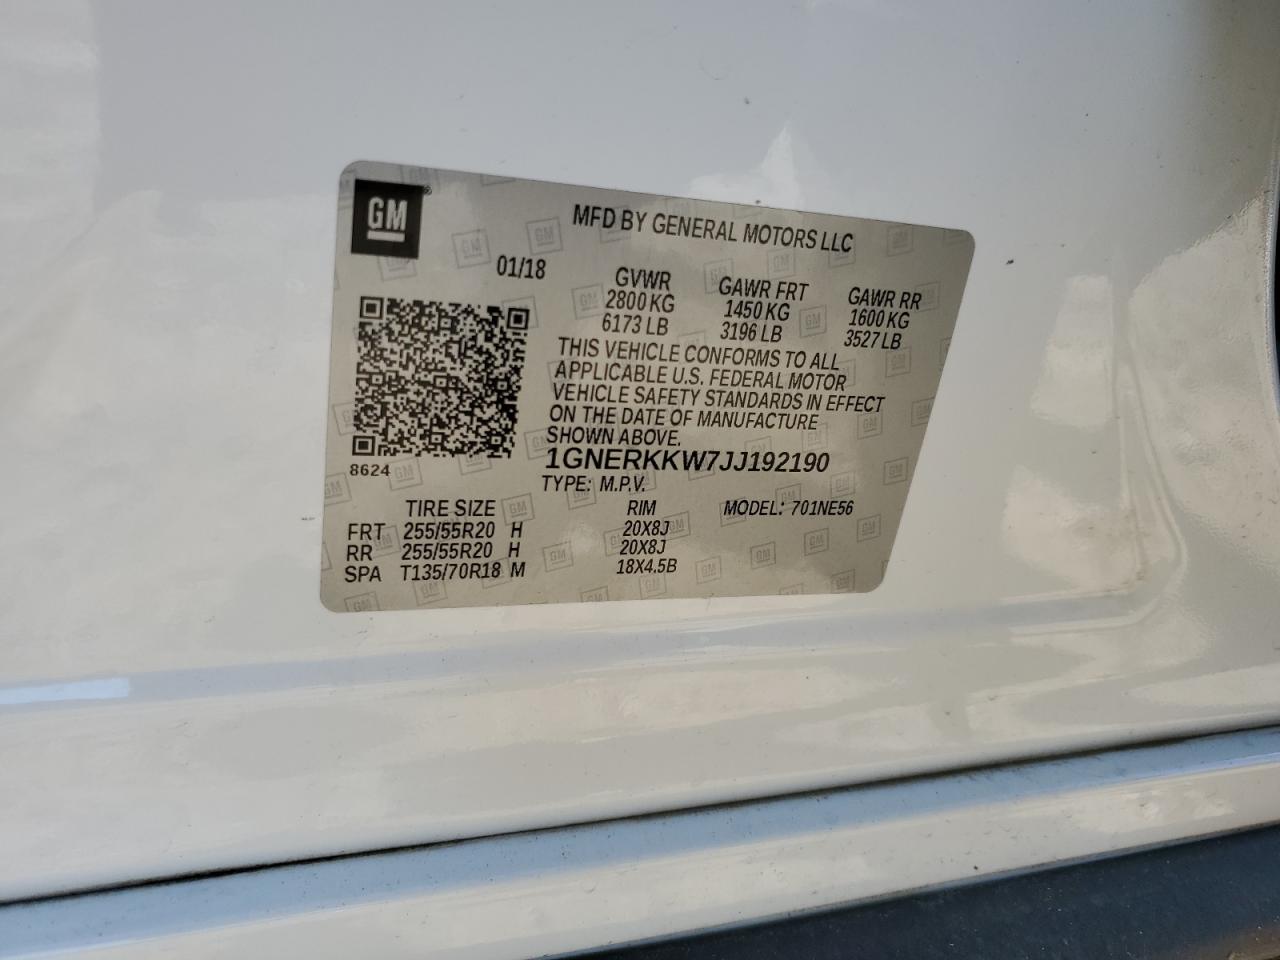 GM®
MFD BY GENERAL MOTORS LLC
01/18
GVWR GAWR FRT GAWR RR
2800 KG 1450 KG 1600 KG
6173 LB 3196 LB 3527 LB
THIS VEHICLE CONFORMS TO ALL
APPLICABLE U.S. FEDERAL MOTOR
VEHICLE SAFETY STANDARDS IN EFFECT
ON THE DATE OF MANUFACTURE
SHOWN ABOVE.
8624
1GNERKKW7JJ192190
TYPE: M.P.V.
TIRE SIZE RIM MODEL: 701NE56
FRT 255/55R20 H 20X8J
RR 255/55R20 H 20X8J
SPA T135/70R18 M 18X4.5B